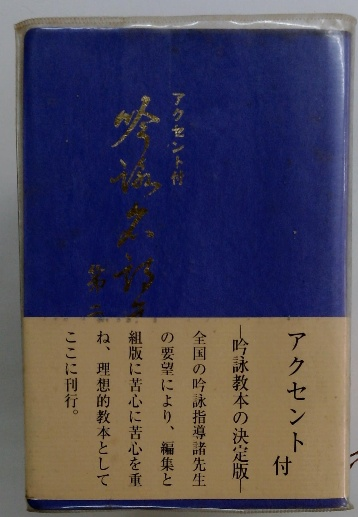 アクセント付
吟詠
アクセント付
―吟詠教本の決定版―
全国の吟詠指導諸先生
の要望により、編集と
組版に苦心に苦心を重
ね、理想的教本として
ここに刊行。